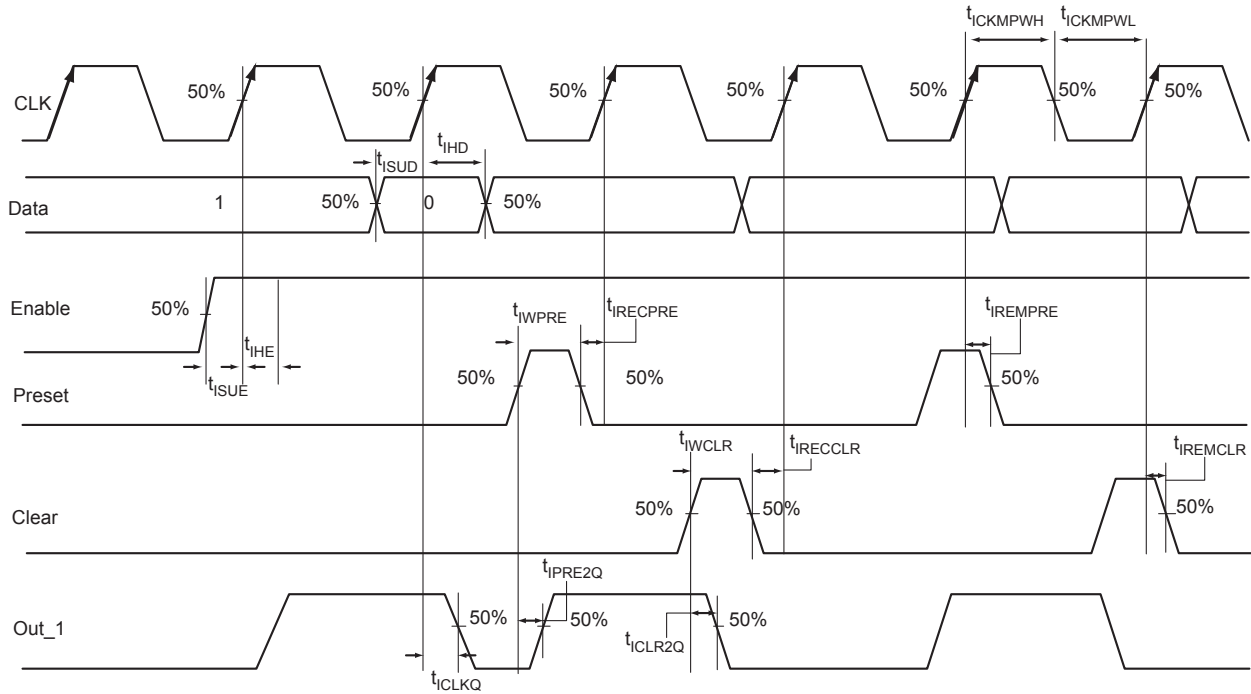 tICKMPWH tICKMPWL
CLK 50% 50% 50% 50% 50% 50% 50%
tISUD tIHD
Data 1 50% 0 50%
Enable 50% tIHE tISUE
tIWPRE tIRECPRE tIREMPRE
Preset 50% 50% 50%
tIWCLR tIRECCLR tIREMCLR
Clear 50% 50% 50%
tIPRE2Q
Out_1 50% 50% 50%
tICLKQ tICLR2Q